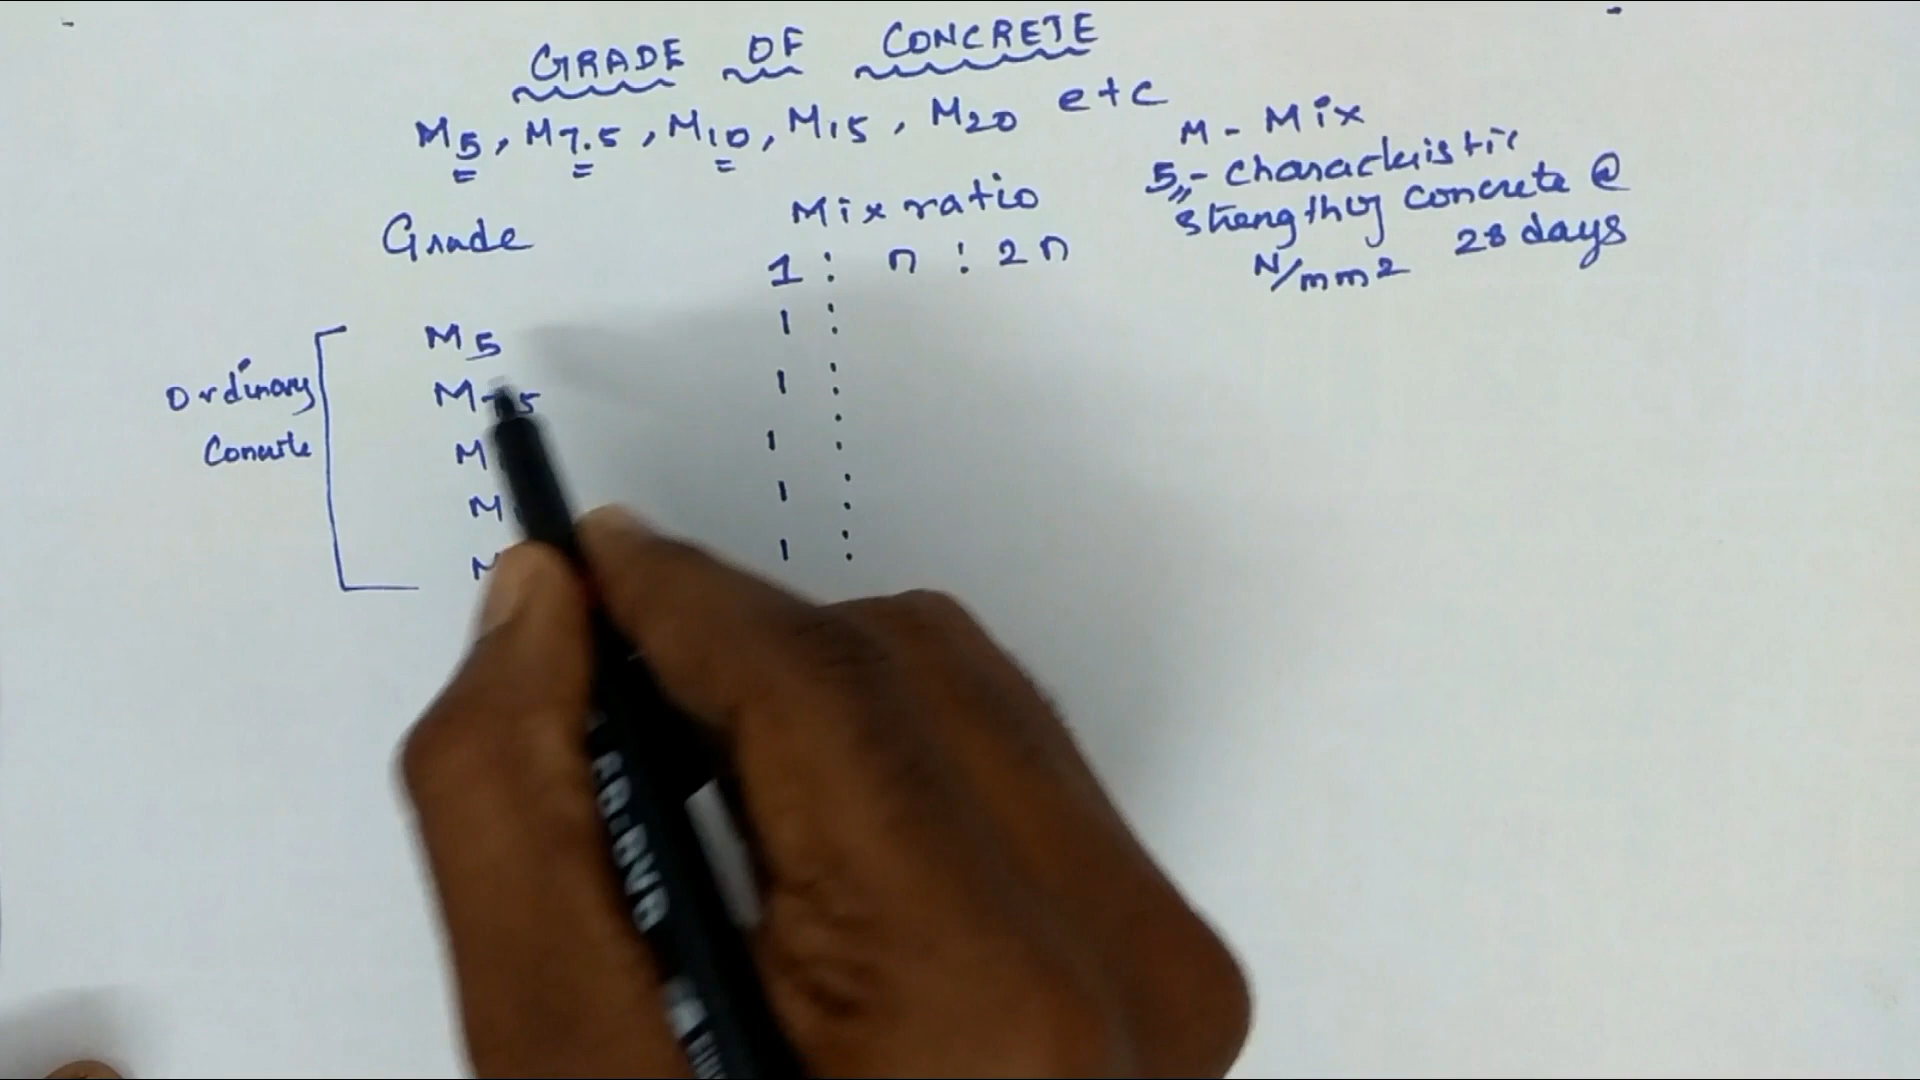 GRADE OF CONCRETE
M5, M7.5, M10, M15, M20 etc
M - Mix
5,,- characteristic
strength of concrete @
N/mm2 28 days
Grade
Mix ratio
1 : n : 2n
M5 1 :
M 5 1 :
M 1 :
M 1 :
M 1 :
Ordinary